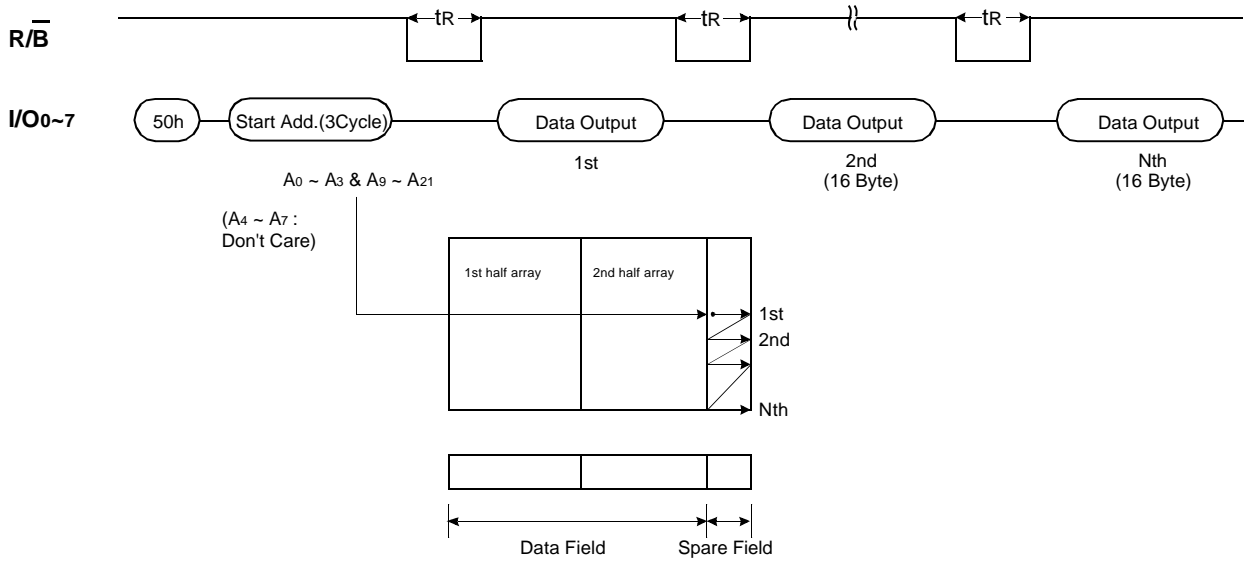 tR tR tR
R/B̅
I/O0~7 50h Start Add.(3Cycle) Data Output Data Output Data Output
1st 2nd Nth
(16 Byte) (16 Byte)
A0 ~ A3 & A9 ~ A21
(A4 ~ A7 :
Don't Care)
1st half array 2nd half array
1st
2nd
Nth
Data Field Spare Field